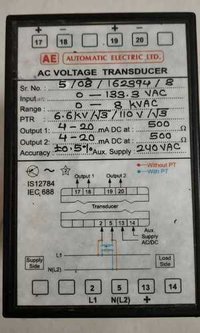 + − + −
17 18 19 20
AE AUTOMATIC ELECTRIC LTD.
AC VOLTAGE TRANSDUCER
Sr. No. : 5/08/162394/8
Input : 0 – 133.33 VAC
Range : 0 – 8 kVAC
PTR : 6.6kV/√3/110V/√3
Output 1: 4-20 mA DC at : 500 Ω
Output 2: 4-20 mA DC at : 500 Ω
Accuracy : ±0.5% Aux. Supply ~ 240VAC
Without PT
With PT
IS12784
IEC 688
Output 1 Output 2
17 18 19 20
Transducer
2 5 13 14
Aux
Supply
AC/DC
L1
N(L2)
Supply
Side
Load
Side
2 5 13 14
L1 N(L2) +